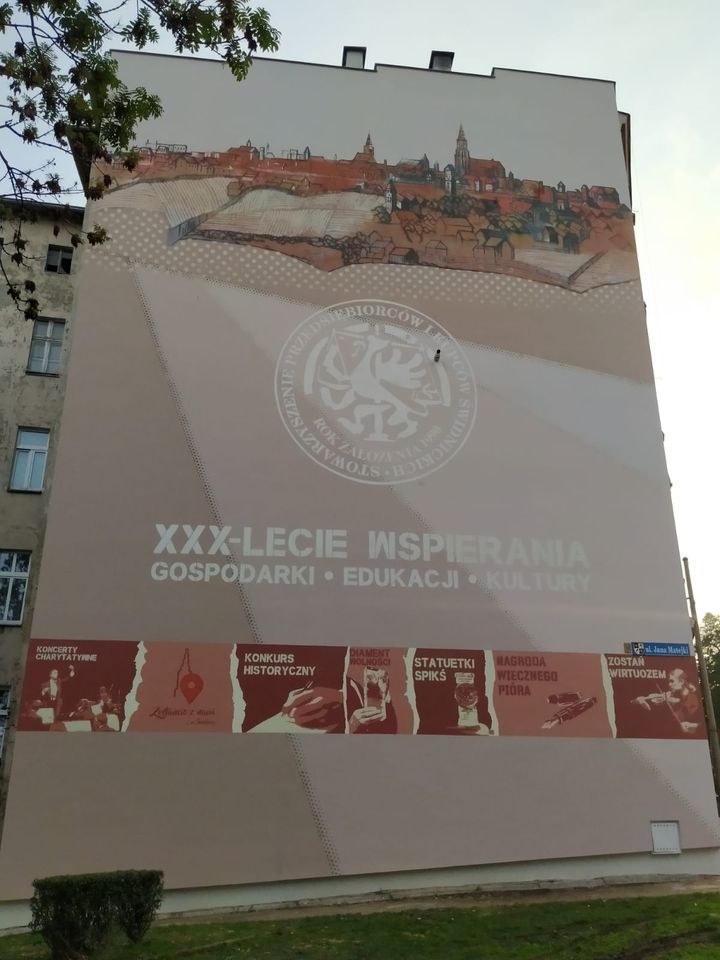 STOWARZYSZENIE PRZEDSIĘBIORCÓW I KUPCÓW ŚWIDNICKICH
ROK ZAŁOŻENIA 1990
XXX-LECIE WSPIERANIA
GOSPODARKI • EDUKACJI • KULTURY
ul. Jana Matejki
KONCERTY
CHARYTATYWNE
KONKURS
HISTORYCZNY
DIAMENT
WOLNOŚCI
STATUETKI
SPIKŚ
NAGRODA
WIECZNEGO
PIÓRA
ZOSTAŃ
WIRTUOZEM